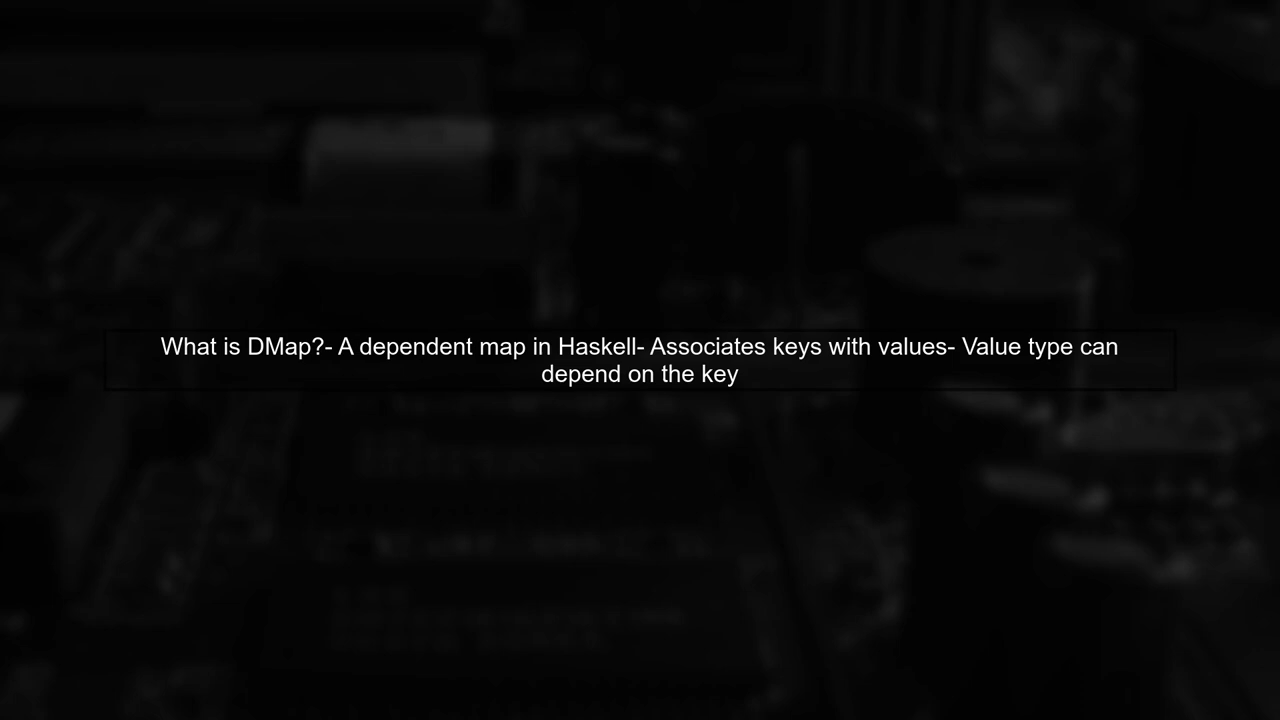 What is DMap?- A dependent map in Haskell- Associates keys with values- Value type can
depend on the key